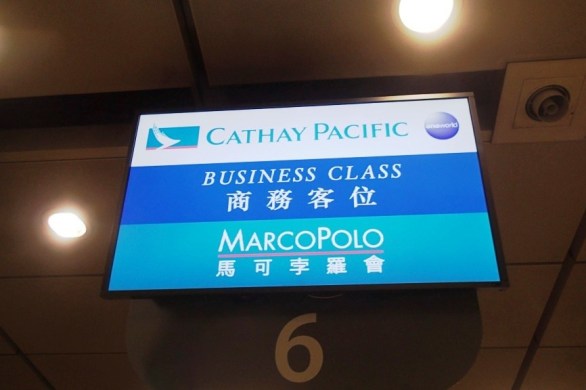 CATHAY PACIFIC oneworld
BUSINESS CLASS
商務客位
MARCOPOLO
馬可孛羅會
6